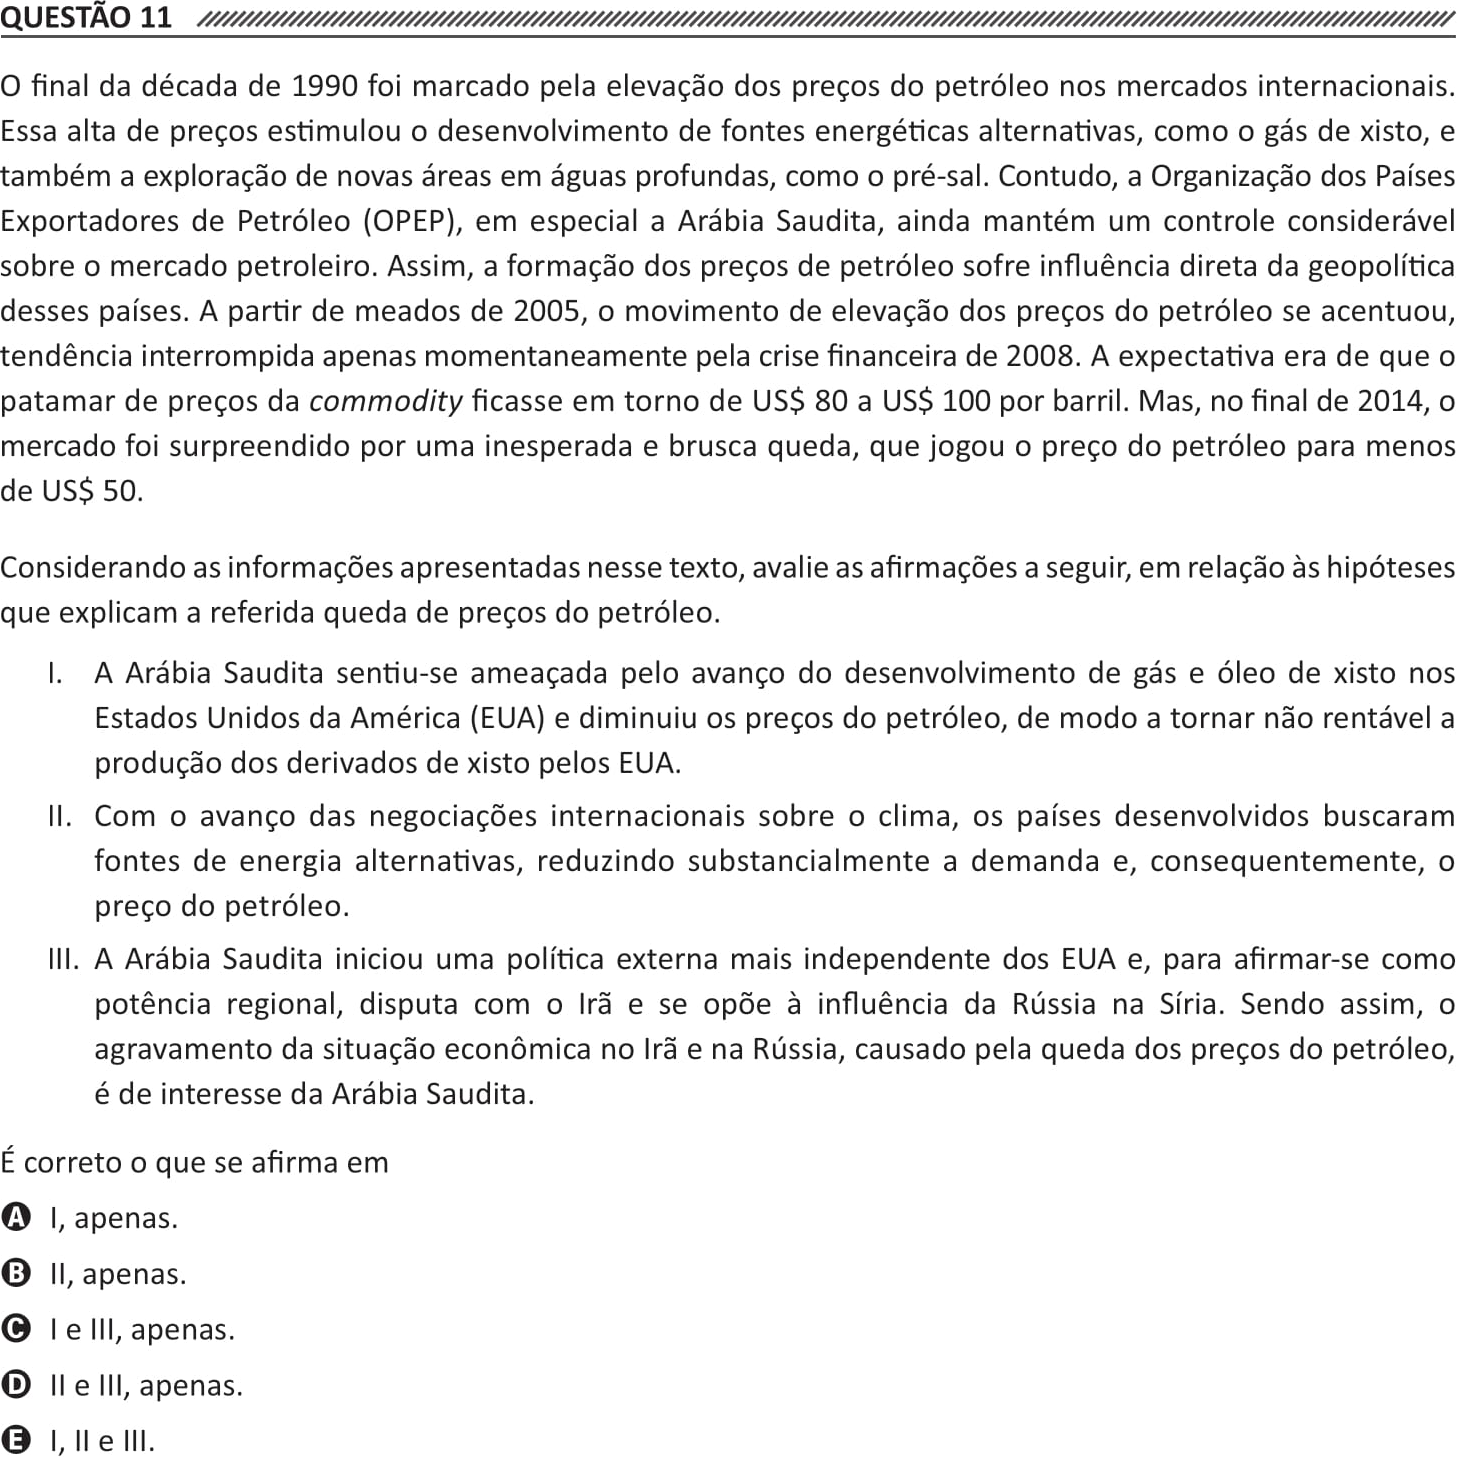 QUESTÃO 11
O final da década de 1990 foi marcado pela elevação dos preços do petróleo nos mercados internacionais.
Essa alta de preços estimulou o desenvolvimento de fontes energéticas alternativas, como o gás de xisto, e
também a exploração de novas áreas em águas profundas, como o pré-sal. Contudo, a Organização dos Países
Exportadores de Petróleo (OPEP), em especial a Arábia Saudita, ainda mantém um controle considerável
sobre o mercado petroleiro. Assim, a formação dos preços de petróleo sofre influência direta da geopolítica
desses países. A partir de meados de 2005, o movimento de elevação dos preços do petróleo se acentuou,
tendência interrompida apenas momentaneamente pela crise financeira de 2008. A expectativa era de que o
patamar de preços da commodity ficasse em torno de US$ 80 a US$ 100 por barril. Mas, no final de 2014, o
mercado foi surpreendido por uma inesperada e brusca queda, que jogou o preço do petróleo para menos
de US$ 50.
Considerando as informações apresentadas nesse texto, avalie as afirmações a seguir, em relação às hipóteses
que explicam a referida queda de preços do petróleo.
I. A Arábia Saudita sentiu-se ameaçada pelo avanço do desenvolvimento de gás e óleo de xisto nos
Estados Unidos da América (EUA) e diminuiu os preços do petróleo, de modo a tornar não rentável a
produção dos derivados de xisto pelos EUA.
II. Com o avanço das negociações internacionais sobre o clima, os países desenvolvidos buscaram
fontes de energia alternativas, reduzindo substancialmente a demanda e, consequentemente, o
preço do petróleo.
III. A Arábia Saudita iniciou uma política externa mais independente dos EUA e, para afirmar-se como
potência regional, disputa com o Irã e se opõe à influência da Rússia na Síria. Sendo assim, o
agravamento da situação econômica no Irã e na Rússia, causado pela queda dos preços do petróleo,
é de interesse da Arábia Saudita.
É correto o que se afirma em
A I, apenas.
B II, apenas.
C I e III, apenas.
D II e III, apenas.
E I, II e III.